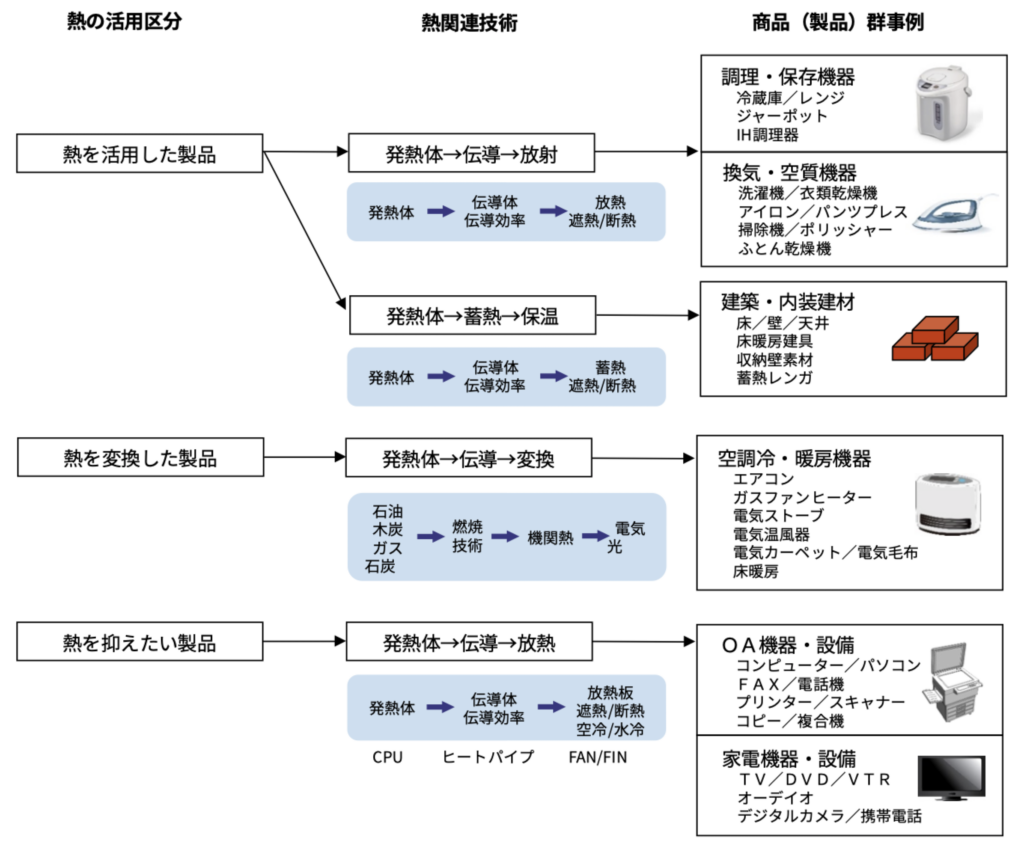 熱の活用区分
熱関連技術
商品（製品）群事例
熱を活用した製品
発熱体→伝導→放射
発熱体
伝導体
伝導効率
放熱
遮熱/断熱
調理・保存機器
冷蔵庫／レンジ
ジャーポット
IH調理器
換気・空質機器
洗濯機／衣類乾燥機
アイロン／パンツプレス
掃除機／ポリッシャー
ふとん乾燥機
発熱体→蓄熱→保温
発熱体
伝導体
伝導効率
蓄熱
遮熱/断熱
建築・内装建材
床／壁／天井
床暖房建具
収納壁素材
蓄熱レンガ
熱を変換した製品
発熱体→伝導→変換
石油
木炭
ガス
石炭
燃焼
技術
機関熱
電気
光
空調冷・暖房機器
エアコン
ガスファンヒーター
電気ストーブ
電気温風器
電気カーペット／電気毛布
床暖房
熱を抑えたい製品
発熱体→伝導→放熱
発熱体
伝導体
伝導効率
放熱板
遮熱/断熱
空冷/水冷
CPU
ヒートパイプ
FAN/FIN
ＯＡ機器・設備
コンピューター／パソコン
ＦＡＸ／電話機
プリンター／スキャナー
コピー／複合機
家電機器・設備
ＴＶ／ＤＶＤ／ＶＴＲ
オーデイオ
デジタルカメラ／携帯電話